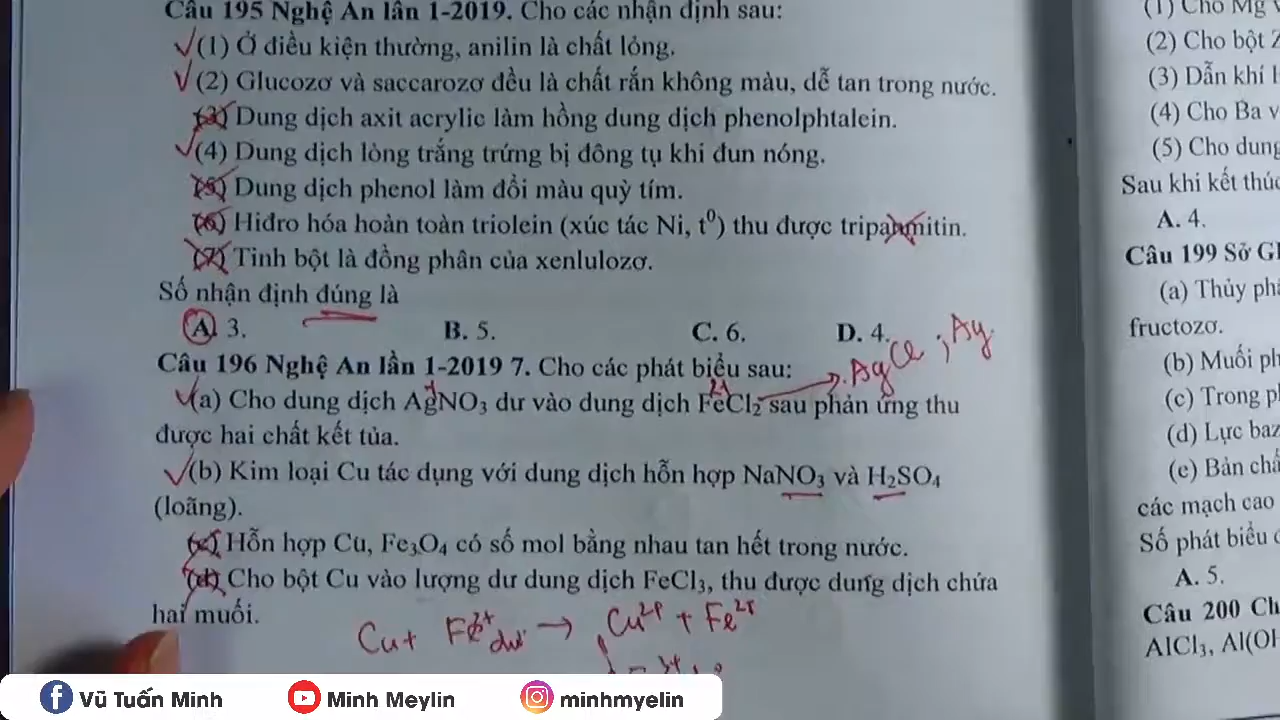 Câu 195 Nghệ An lần 1-2019. Cho các nhận định sau:
(1) Ở điều kiện thường, anilin là chất lỏng.
(2) Glucozơ và saccarozơ đều là chất rắn không màu, dễ tan trong nước.
(3) Dung dịch axit acrylic làm hồng dung dịch phenolphtalein.
(4) Dung dịch lòng trắng trứng bị đông tụ khi đun nóng.
(5) Dung dịch phenol làm đổi màu quỳ tím.
(6) Hiđro hóa hoàn toàn triolein (xúc tác Ni, t⁰) thu được tripanmitin.
(7) Tinh bột là đồng phân của xenlulozơ.
Số nhận định đúng là
A. 3. B. 5. C. 6. D. 4.
AgCl ; Ag
Câu 196 Nghệ An lần 1-2019 7. Cho các phát biểu sau:
+ 2+
(a) Cho dung dịch AgNO₃ dư vào dung dịch FeCl₂ sau phản ứng thu
được hai chất kết tủa.
(b) Kim loại Cu tác dụng với dung dịch hỗn hợp NaNO₃ và H₂SO₄
(loãng).
(c) Hỗn hợp Cu, Fe₃O₄ có số mol bằng nhau tan hết trong nước.
(d) Cho bột Cu vào lượng dư dung dịch FeCl₃, thu được dung dịch chứa
hai muối.
Cu + Fe³⁺ dư → Cu²⁺ + Fe²⁺
(1) Cho Mg
(2) Cho bột
(3) Dẫn khí
(4) Cho Ba
(5) Cho dung
Sau khi kết thúc
A. 4.
Câu 199 Sở
(a) Thủy
fructozơ.
(b) Muối
(c) Trong
(d) Lực
(e) Bản
các mạch cao
Số phát biểu
A. 5.
Câu 200
AlCl₃,
Vũ Tuấn Minh Minh Meylin minhmyelin